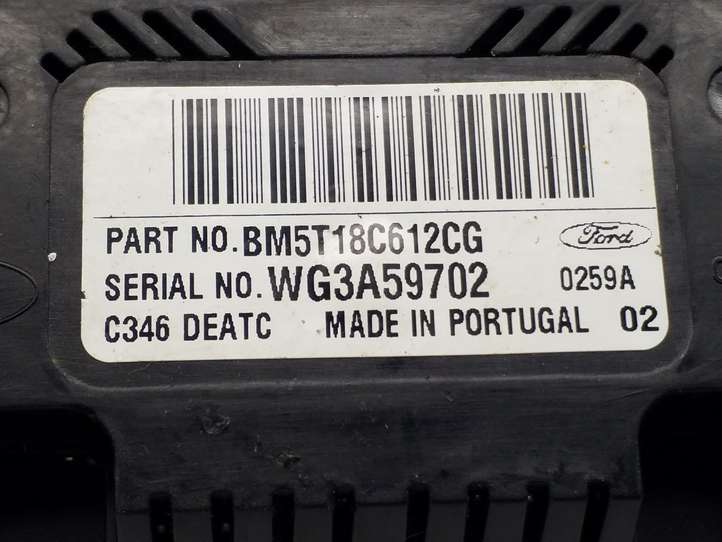 PART NO. BM5T18C612CG
Ford
SERIAL NO. WG3A59702 0259A
C346 DEATC MADE IN PORTUGAL 02